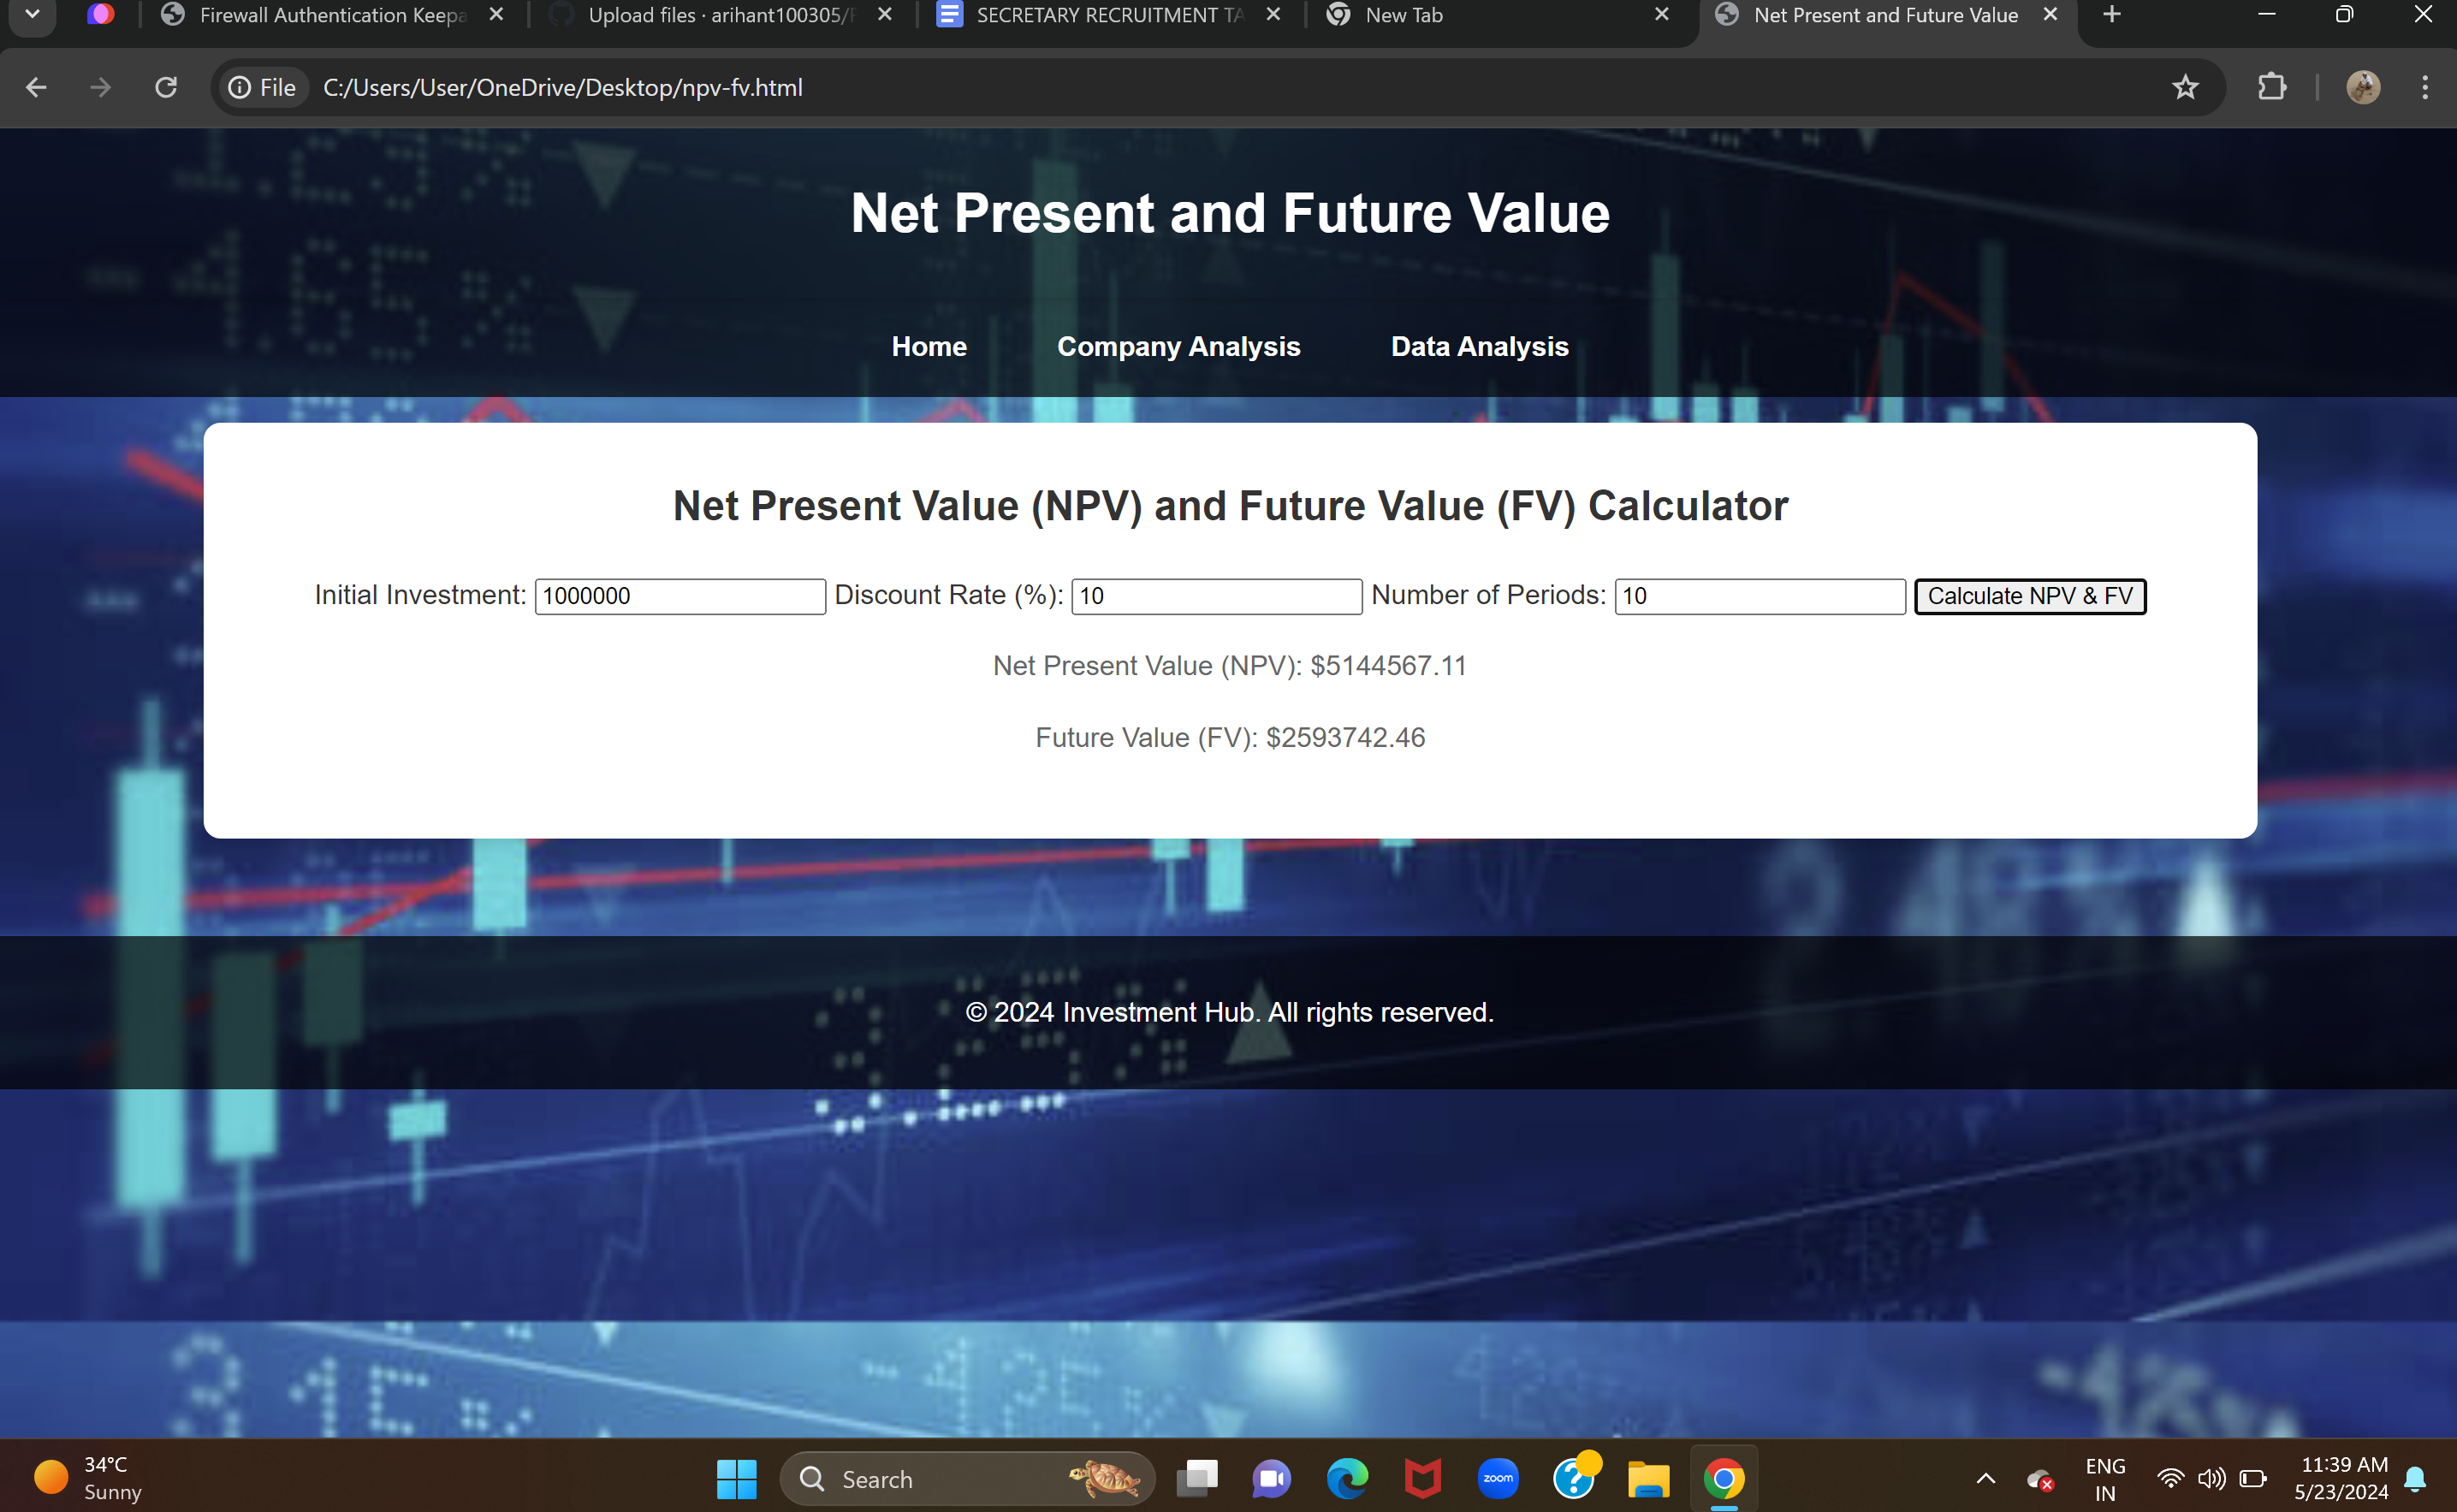 Firewall Authentication Keepa
Upload files · arihant100305/F
SECRETARY RECRUITMENT TA
New Tab
Net Present and Future Value
File
C:/Users/User/OneDrive/Desktop/npv-fv.html
Net Present and Future Value
Home Company Analysis Data Analysis
Net Present Value (NPV) and Future Value (FV) Calculator
Initial Investment: 1000000 Discount Rate (%): 10 Number of Periods: 10 Calculate NPV & FV
Net Present Value (NPV): $5144567.11
Future Value (FV): $2593742.46
© 2024 Investment Hub. All rights reserved.
34°C
Sunny
Search
zoom
ENG
IN
11:39 AM
5/23/2024